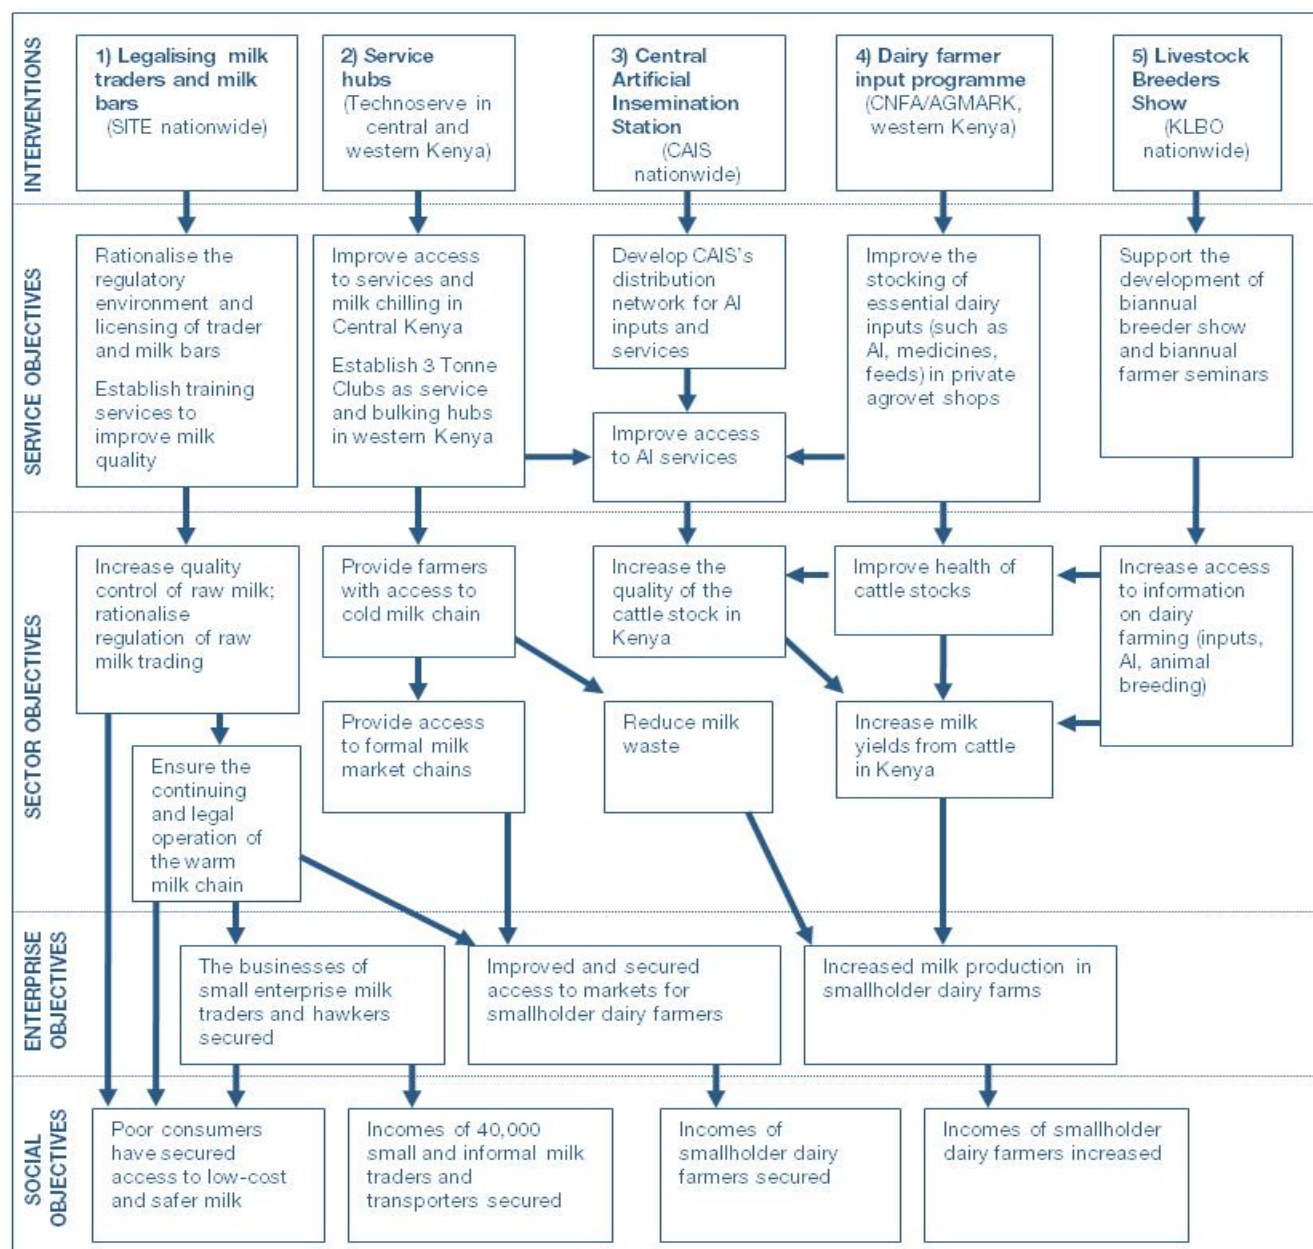 INTERVENTIONS
1) Legalising milk
traders and milk
bars
(SITE nationwide)
2) Service
hubs
(Technoserve in
central and
western Kenya)
3) Central
Artificial
Insemination
Station
(CAIS
nationwide)
4) Dairy farmer
input programme
(CNFA/AGMARK,
western Kenya)
5) Livestock
Breeders
Show
(KLBO
nationwide)
SERVICE OBJECTIVES
Rationalise the
regulatory
environment and
licensing of trader
and milk bars
Establish training
services to
improve milk
quality
Improve access
to services and
milk chilling in
Central Kenya
Establish 3 Tonne
Clubs as service
and bulking hubs
in western Kenya
Develop CAIS's
distribution
network for AI
inputs and
services
Improve access
to AI services
Improve the
stocking of
essential dairy
inputs (such as
AI, medicines,
feeds) in private
agrovet shops
Support the
development of
biannual
breeder show
and biannual
farmer seminars
SECTOR OBJECTIVES
Increase quality
control of raw milk;
rationalise
regulation of raw
milk trading
Provide farmers
with access to
cold milk chain
Increase the
quality of the
cattle stock in
Kenya
Improve health of
cattle stocks
Increase access
to information
on dairy
farming (inputs,
AI, animal
breeding)
Ensure the
continuing
and legal
operation of
the warm
milk chain
Provide access
to formal milk
market chains
Reduce milk
waste
Increase milk
yields from cattle
in Kenya
ENTERPRISE
OBJECTIVES
The businesses of
small enterprise milk
traders and hawkers
secured
Improved and secured
access to markets for
smallholder dairy farmers
Increased milk production in
smallholder dairy farms
SOCIAL
OBJECTIVES
Poor consumers
have secured
access to low-cost
and safer milk
Incomes of 40,000
small and informal milk
traders and
transporters secured
Incomes of
smallholder dairy
farmers secured
Incomes of smallholder
dairy farmers increased